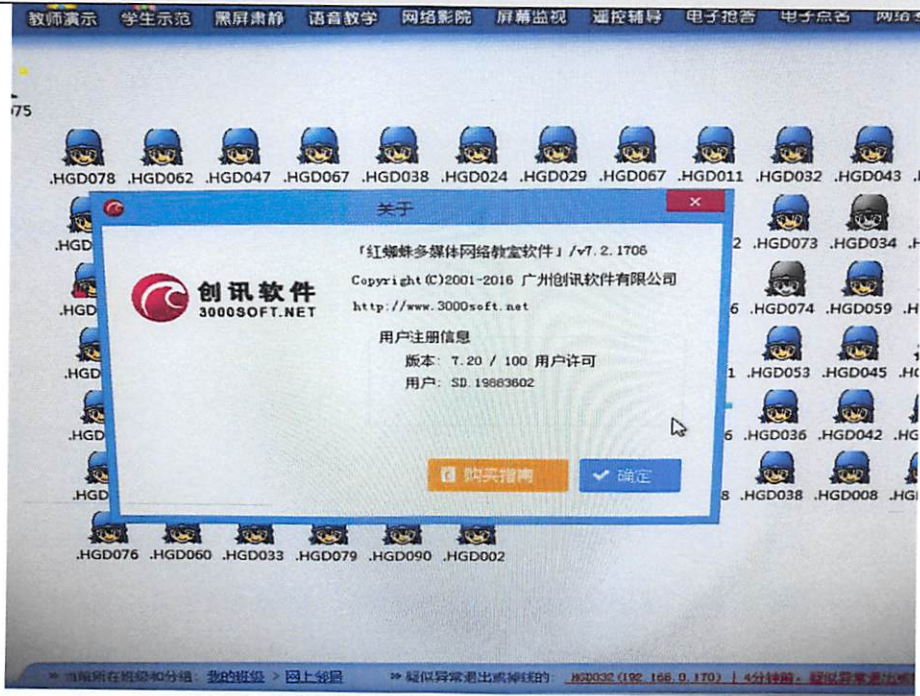 教师演示 学生示范 黑屏肃静 语音教学 网络影院 屏幕监视 遥控辅导 电子抢答 电子点名
.HGD078 .HGD062 .HGD047 .HGD067 .HGD038 .HGD024 .HGD029 .HGD067 .HGD011 .HGD032 .HGD043
关于
「红蜘蛛多媒体网络教室软件」/v7.2.1706
.HGD073 .HGD034
创讯软件
3000SOFT.NET
Copyright(C)2001-2016 广州创讯软件有限公司
http://www.3000soft.net
.HGD074 .HGD059
用户注册信息
版本: 7.20 / 100 用户许可
用户: SD.19883602
.HGD053 .HGD045
.HGD036 .HGD042
购买指南
确定
.HGD038 .HGD008
.HGD076 .HGD060 .HGD033 .HGD079 .HGD090 .HGD002
» 当前所在班级和分组: 我的班级 > 网上邻居 » 疑似异常退出或掉线的: HGD032(192.168.0.170) | 4分钟前,